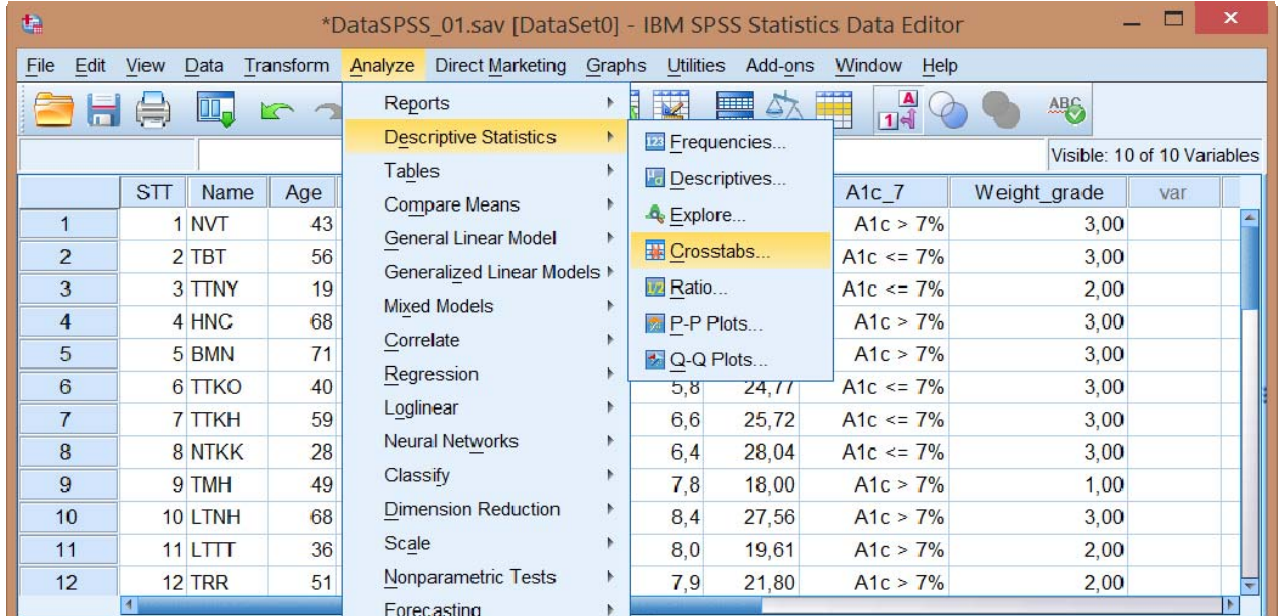 *DataSPSS_01.sav [DataSet0] - IBM SPSS Statistics Data Editor
File Edit View Data Transform Analyze Direct Marketing Graphs Utilities Add-ons Window Help
Reports
Descriptive Statistics
Tables
Compare Means
General Linear Model
Generalized Linear Models
Mixed Models
Correlate
Regression
Loglinear
Neural Networks
Classify
Dimension Reduction
Scale
Nonparametric Tests
Forecasting
Frequencies...
Descriptives...
Explore...
Crosstabs...
Ratio...
P-P Plots...
Q-Q Plots...
Visible: 10 of 10 Variables
STT Name Age A1c_7 Weight_grade var
1 1 NVT 43 A1c > 7% 3,00
2 2 TBT 56 A1c <= 7% 3,00
3 3 TTNY 19 A1c <= 7% 2,00
4 4 HNC 68 A1c > 7% 3,00
5 5 BMN 71 A1c > 7% 3,00
6 6 TTKO 40 5,8 24,77 A1c <= 7% 3,00
7 7 TTKH 59 6,6 25,72 A1c <= 7% 3,00
8 8 NTKK 28 6,4 28,04 A1c <= 7% 3,00
9 9 TMH 49 7,8 18,00 A1c > 7% 1,00
10 10 LTNH 68 8,4 27,56 A1c > 7% 3,00
11 11 LTTT 36 8,0 19,61 A1c > 7% 2,00
12 12 TRR 51 7,9 21,80 A1c > 7% 2,00